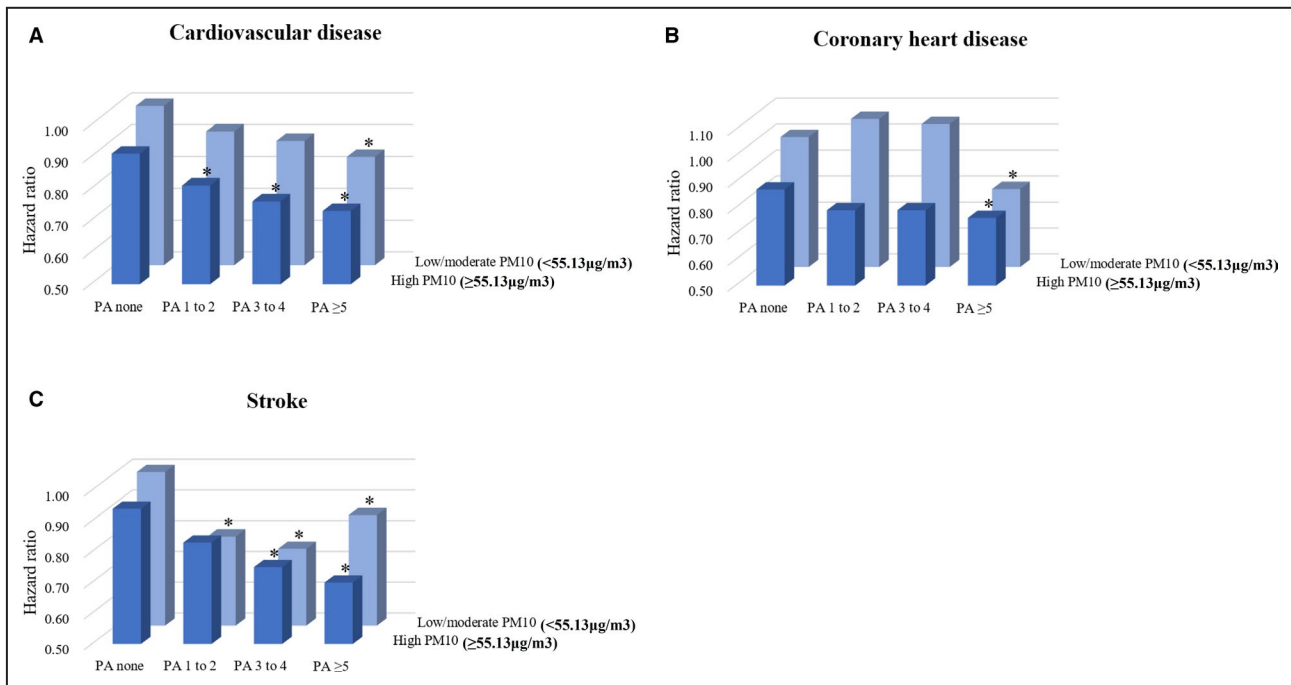 A
Cardiovascular disease
1.00
0.90
0.80
0.70
0.60
0.50
Hazard ratio
*
*
*
*
Low/moderate PM10 (<55.13μg/m3)
High PM10 (≥55.13μg/m3)
PA none PA 1 to 2 PA 3 to 4 PA ≥5
B
Coronary heart disease
1.10
1.00
0.90
0.80
0.70
0.60
0.50
Hazard ratio
*
*
Low/moderate PM10 (<55.13μg/m3)
High PM10 (≥55.13μg/m3)
PA none PA 1 to 2 PA 3 to 4 PA ≥5
C
Stroke
1.00
0.90
0.80
0.70
0.60
0.50
Hazard ratio
*
*
*
*
*
Low/moderate PM10 (<55.13μg/m3)
High PM10 (≥55.13μg/m3)
PA none PA 1 to 2 PA 3 to 4 PA ≥5